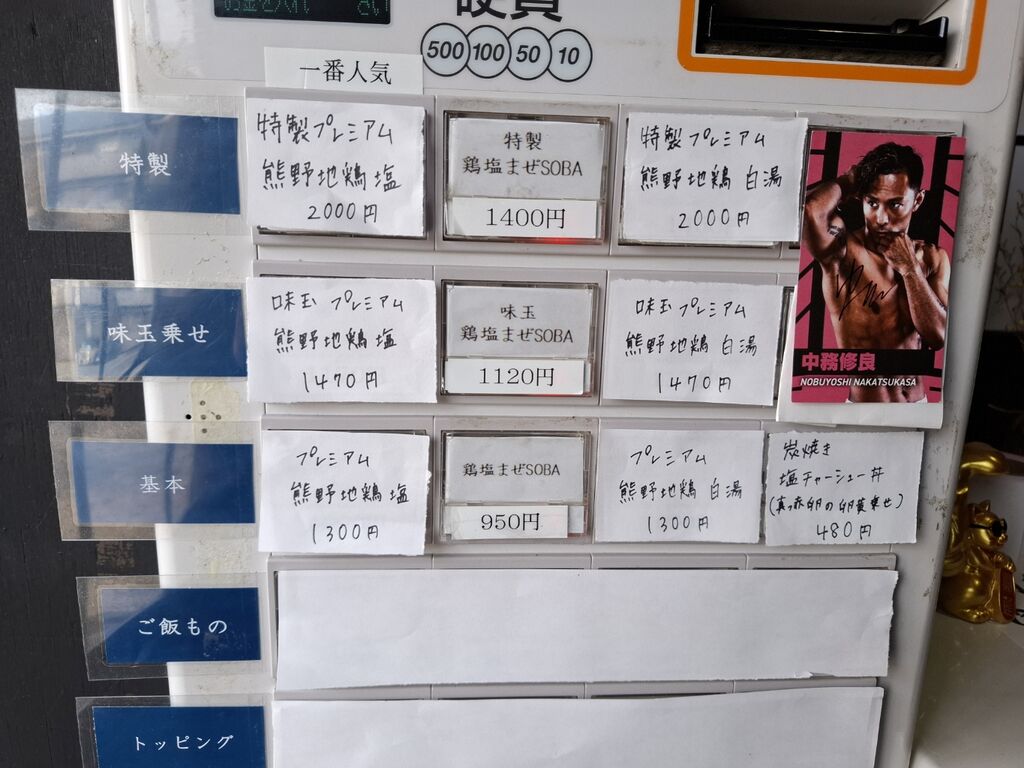 硬貨
500 100 50 10
一番人気
特製
特製プレミアム
熊野地鶏 塩
2000円
特製
鶏塩まぜSOBA
1400円
特製プレミアム
熊野地鶏 白湯
2000円
中務修良
NOBUYOSHI NAKATSUKASA
味玉乗せ
味玉 プレミアム
熊野地鶏 塩
1470円
味玉
鶏塩まぜSOBA
1120円
味玉 プレミアム
熊野地鶏 白湯
1470円
基本
プレミアム
熊野地鶏 塩
1300円
鶏塩まぜSOBA
950円
プレミアム
熊野地鶏 白湯
1300円
炭焼き
塩チャーシュー丼
(真っ赤卵の卵黄乗せ)
480円
ご飯もの
トッピング